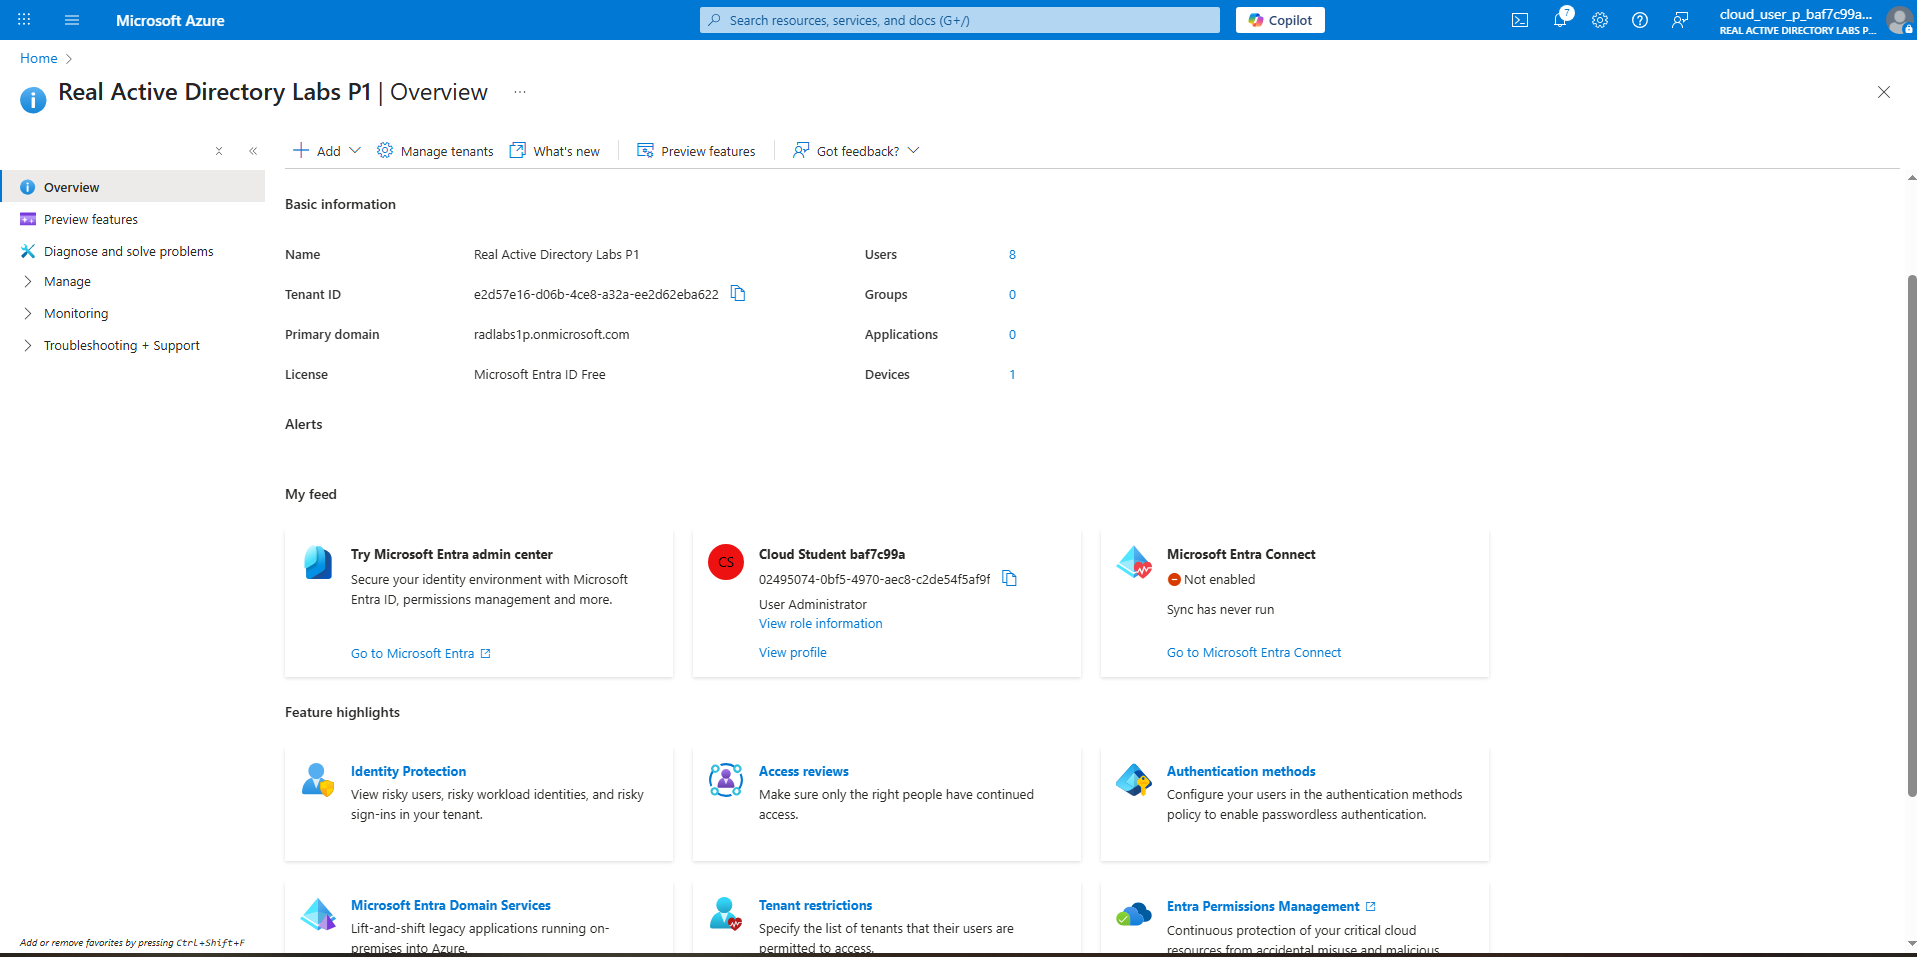 Microsoft Azure
Search resources, services, and docs (G+/)
Copilot
7
cloud_user_p_baf7c99a...
REAL ACTIVE DIRECTORY LABS P...
Home
Real Active Directory Labs P1 | Overview
...
Add
Manage tenants
What's new
Preview features
Got feedback?
Overview
Preview features
Diagnose and solve problems
Manage
Monitoring
Troubleshooting + Support
Basic information
Name
Real Active Directory Labs P1
Users
8
Tenant ID
e2d57e16-d06b-4ce8-a32a-ee2d62eba622
Groups
0
Primary domain
radlabs1p.onmicrosoft.com
Applications
0
License
Microsoft Entra ID Free
Devices
1
Alerts
My feed
Try Microsoft Entra admin center
Secure your identity environment with Microsoft
Entra ID, permissions management and more.
Go to Microsoft Entra
CS
Cloud Student baf7c99a
02495074-0bf5-4970-aec8-c2de54f5af9f
User Administrator
View role information
View profile
Microsoft Entra Connect
Not enabled
Sync has never run
Go to Microsoft Entra Connect
Feature highlights
Identity Protection
View risky users, risky workload identities, and risky
sign-ins in your tenant.
Access reviews
Make sure only the right people have continued
access.
Authentication methods
Configure your users in the authentication methods
policy to enable passwordless authentication.
Microsoft Entra Domain Services
Lift-and-shift legacy applications running on-
premises into Azure.
Tenant restrictions
Specify the list of tenants that their users are
permitted to access.
Entra Permissions Management
Continuous protection of your critical cloud
resources from accidental misuse and malicious
Add or remove favorites by pressing Ctrl+Shift+F